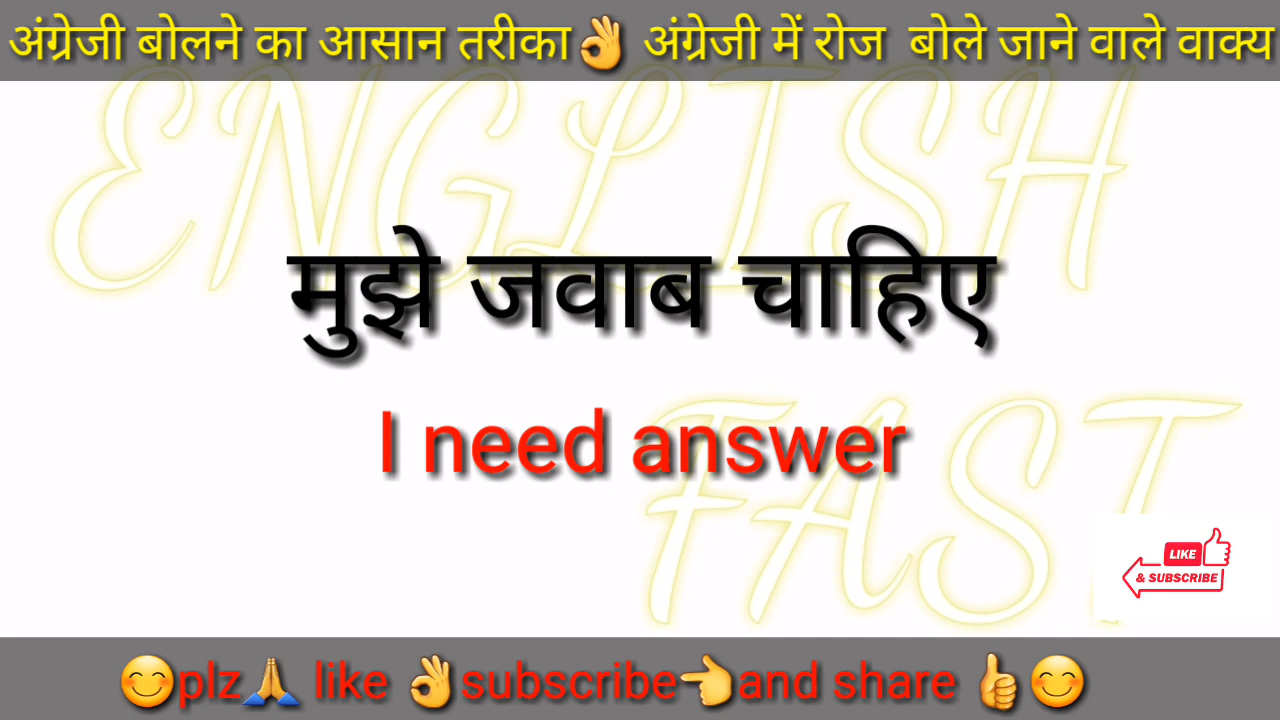 अंग्रेजी बोलने का आसान तरीका👌 अंग्रेजी में रोज बोले जाने वाले वाक्य
ENGLISH
मुझे जवाब चाहिए
I need answer
FAST
LIKE
& SUBSCRIBE
😊plz🙏 like 👌subscribe👈and share 👍😊